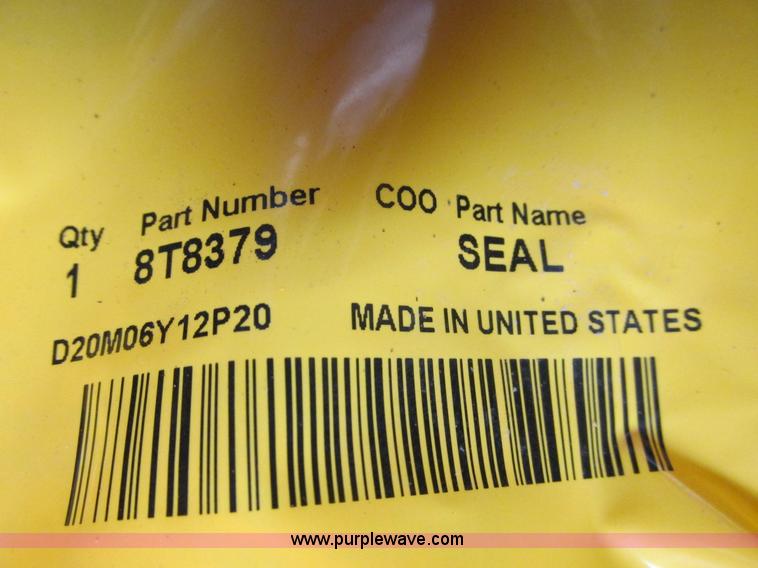 Qty Part Number COO Part Name
1 8T8379 SEAL
D20M06Y12P20 MADE IN UNITED STATES
www.purplewave.com